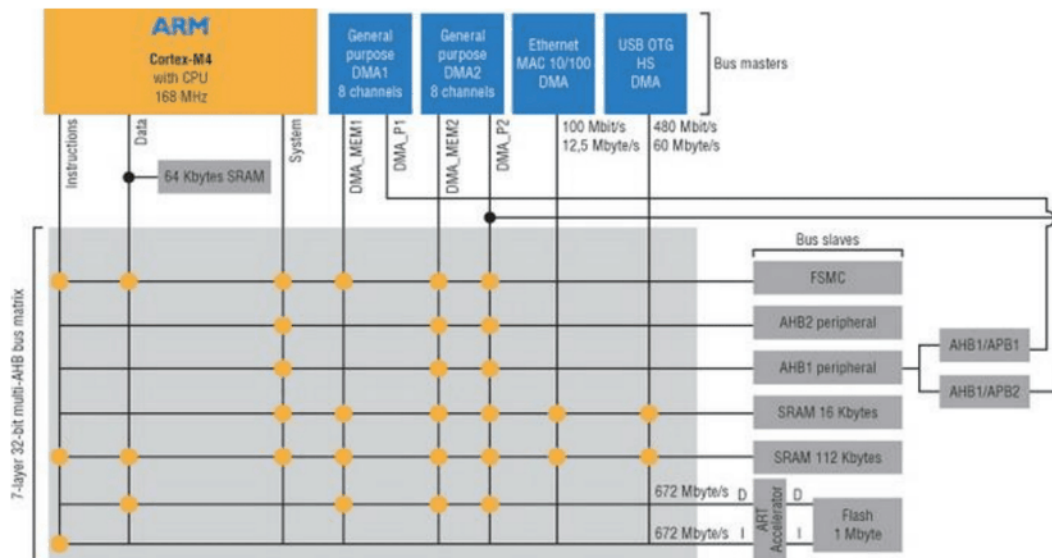 ARM
Cortex-M4
with CPU
168 MHz
General
purpose
DMA1
8 channels
General
purpose
DMA2
8 channels
Ethernet
MAC 10/100
DMA
USB OTG
HS
DMA
Bus masters
Instructions
Data
System
DMA_MEM1
DMA_P1
DMA_MEM2
DMA_P2
100 Mbit/s
12,5 Mbyte/s
480 Mbit/s
60 Mbyte/s
64 Kbytes SRAM
7-layer 32-bit multi-AHB bus matrix
Bus slaves
FSMC
AHB2 peripheral
AHB1 peripheral
AHB1/APB1
AHB1/APB2
SRAM 16 Kbytes
SRAM 112 Kbytes
672 Mbyte/s D
D
672 Mbyte/s I
I
ART
Accelerator
Flash
1 Mbyte